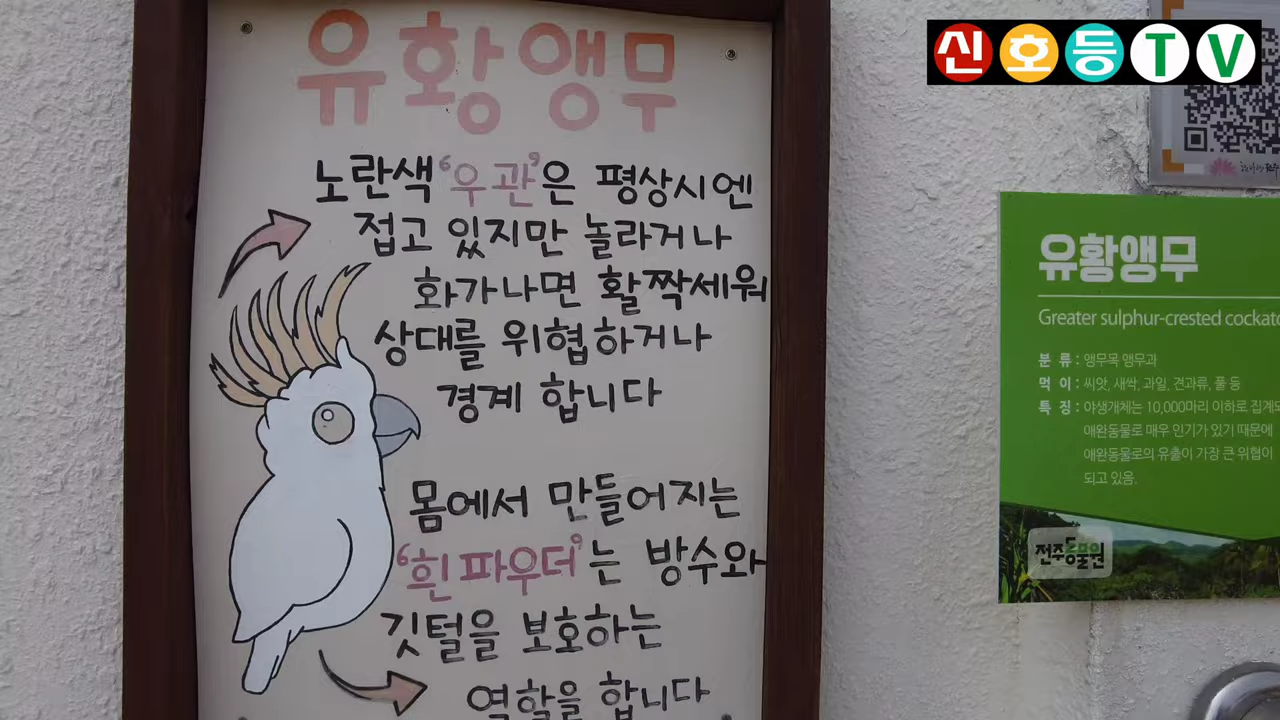 유황앵무
노란색 '우관'은 평상시엔
접고 있지만 놀라거나
화가나면 활짝세워
상대를 위협하거나
경계 합니다
몸에서 만들어지는
'흰파우더'는 방수와
깃털을 보호하는
역할을 합니다
신호등TV
유황앵무
Greater sulphur-crested
분 류 : 앵무목 앵무과
먹 이 : 씨앗, 새싹, 과일, 견과류, 풀 등
특 징 : 야생개체는 10,000마리 이하로
애완동물로 매우 인기가 있기 때문에
애완동물로의 유출이 가장 큰 위협이
되고 있음.
전주동물원